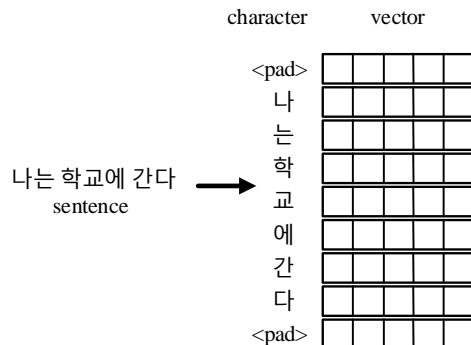 character vector
<pad>
나
는
학
교
에
간
다
<pad>
나는 학교에 간다
sentence